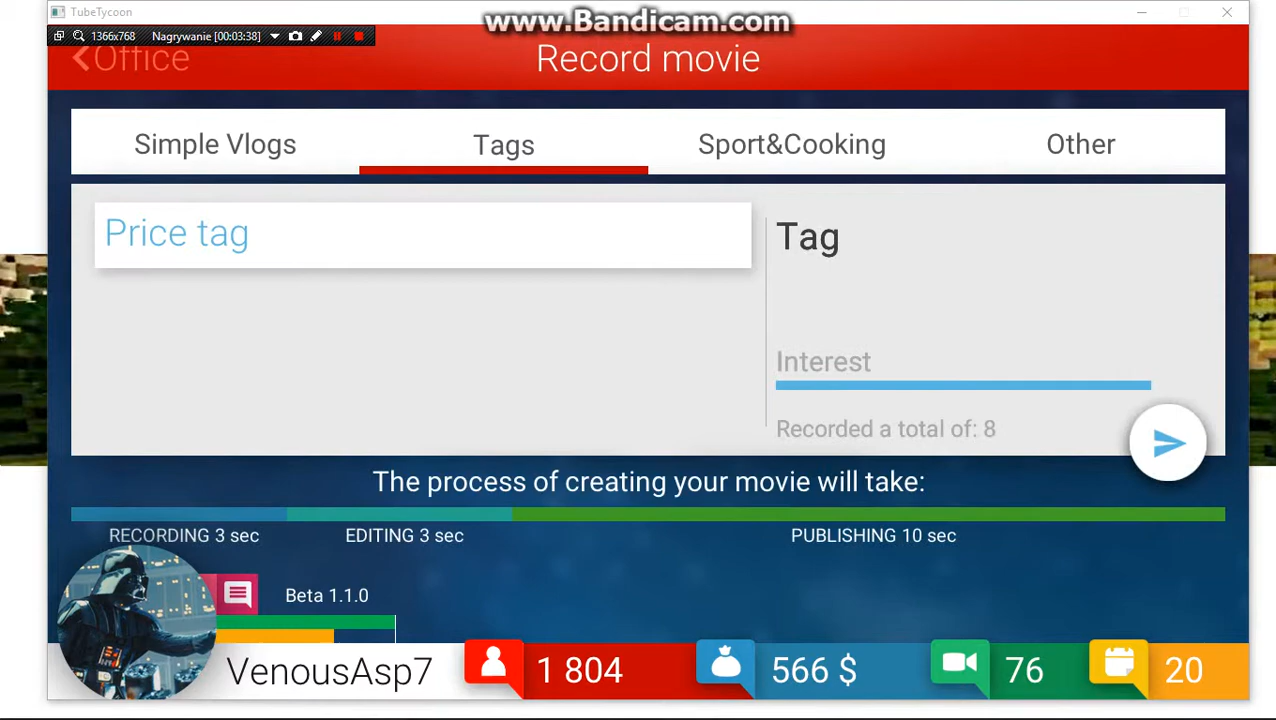 TubeTycoon
www.Bandicam.com
1366x768 Nagrywanie [00:03:38]
Office
Record movie
Simple Vlogs Tags Sport&Cooking Other
Price tag
Tag
Interest
Recorded a total of: 8
The process of creating your movie will take:
RECORDING 3 sec EDITING 3 sec PUBLISHING 10 sec
Beta 1.1.0
VenousAsp7 1 804 566 $ 76 20